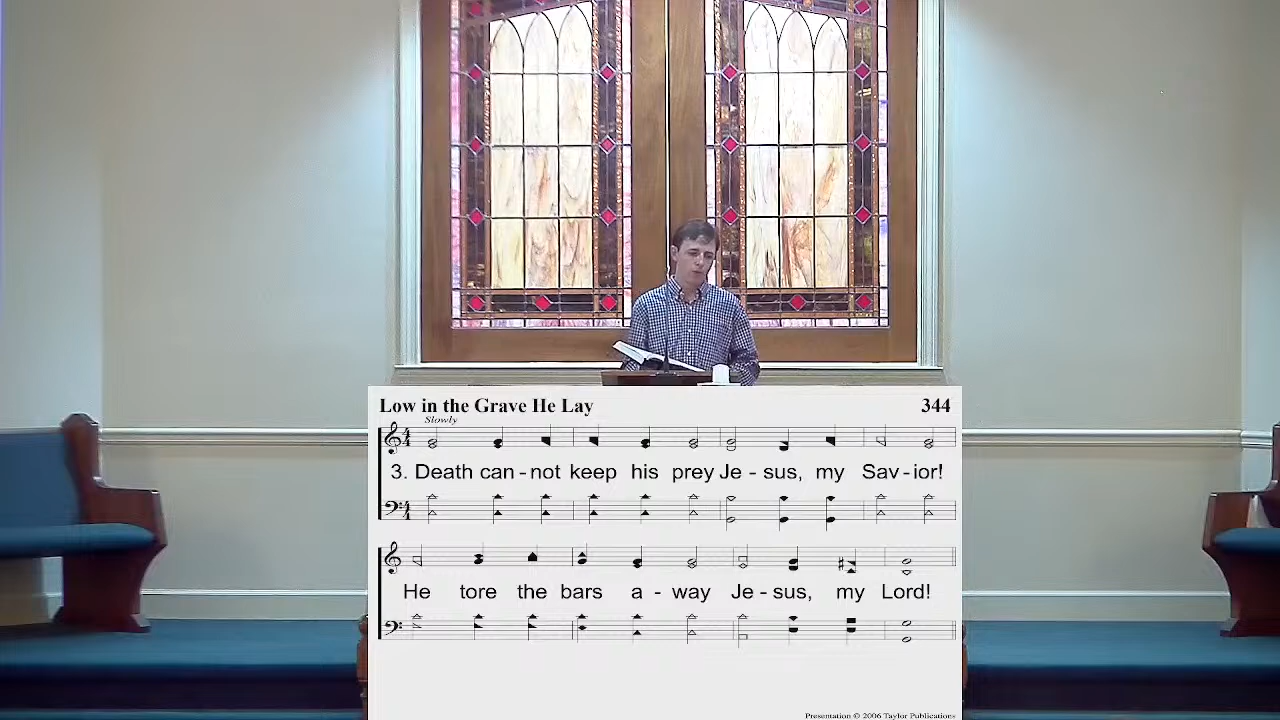 Low in the Grave He Lay 344
Slowly
3. Death can - not keep his prey Je - sus, my Sav - ior!
He tore the bars a - way Je - sus, my Lord!
Presentation © 2006 Taylor Publications